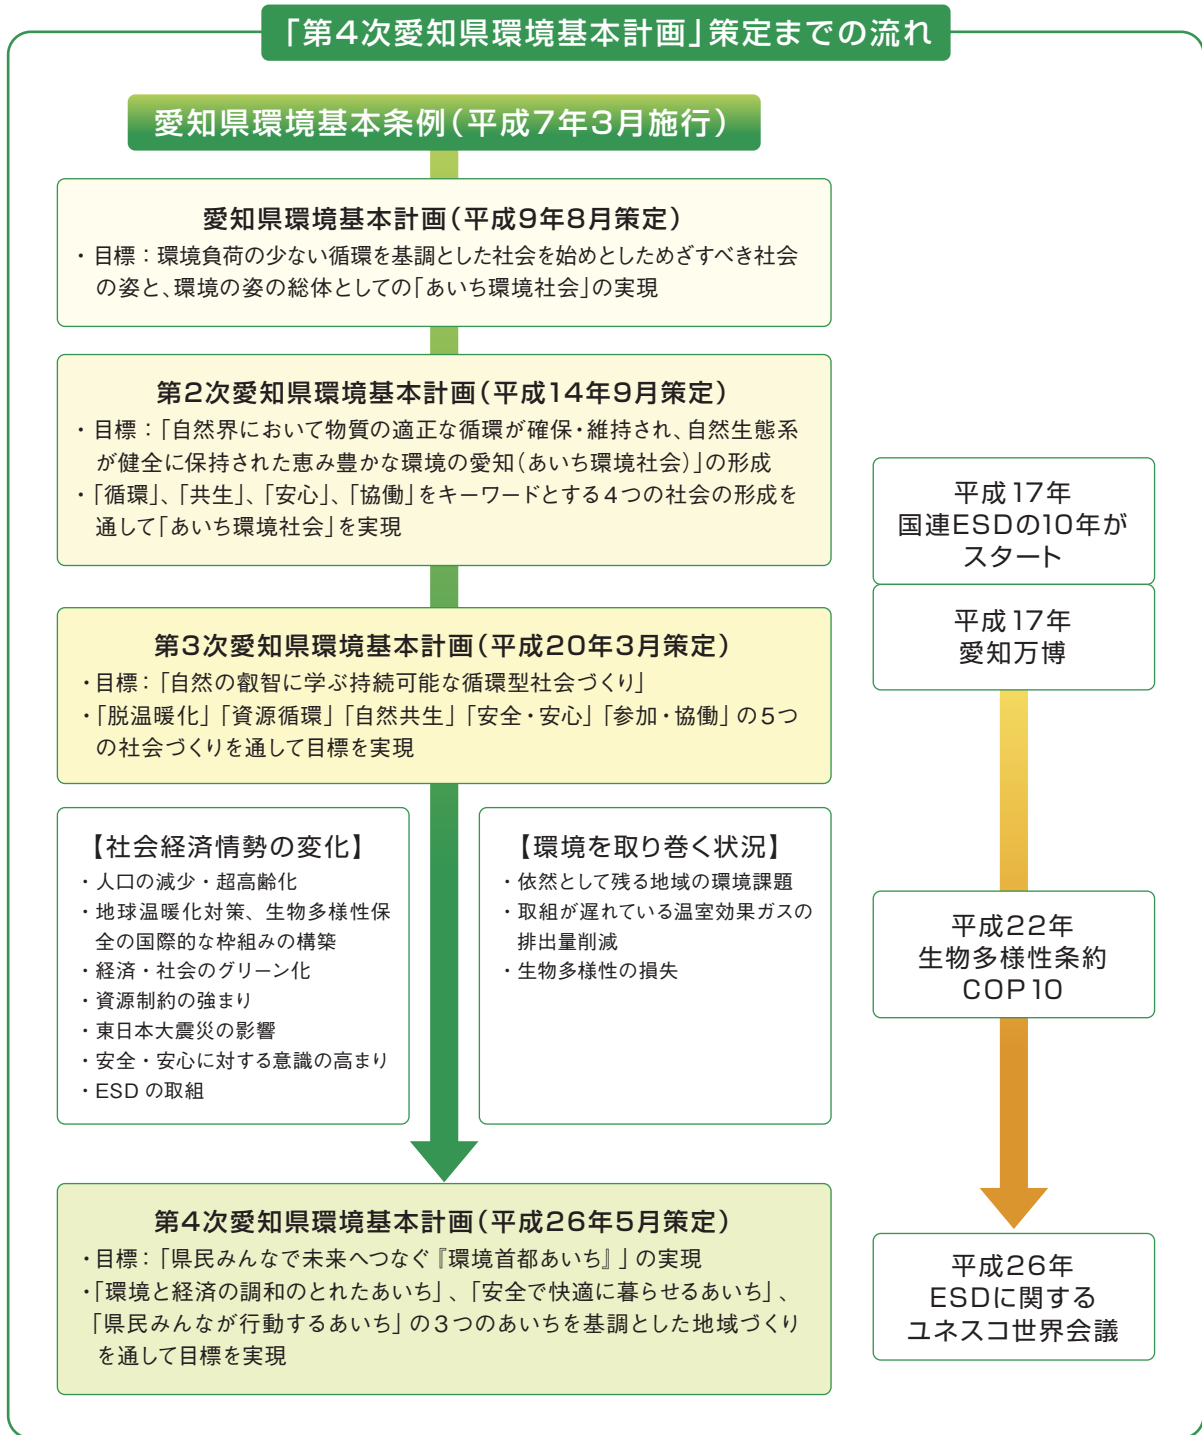 「第4次愛知県環境基本計画」策定までの流れ
愛知県環境基本条例(平成7年3月施行)
愛知県環境基本計画(平成9年8月策定)
・目標:環境負荷の少ない循環を基調とした社会を始めとしためざすべき社会
の姿と、環境の姿の総体としての「あいち環境社会」の実現
第2次愛知県環境基本計画(平成14年9月策定)
・目標:「自然界において物質の適正な循環が確保・維持され、自然生態系
が健全に保持された恵み豊かな環境の愛知(あいち環境社会)」の形成
・「循環」、「共生」、「安心」、「協働」をキーワードとする4つの社会の形成を
通して「あいち環境社会」を実現
第3次愛知県環境基本計画(平成20年3月策定)
・目標:「自然の叡智に学ぶ持続可能な循環型社会づくり」
・「脱温暖化」「資源循環」「自然共生」「安全・安心」「参加・協働」の5つ
の社会づくりを通して目標を実現
【社会経済情勢の変化】
・人口の減少・超高齢化
・地球温暖化対策、生物多様性保
全の国際的な枠組みの構築
・経済・社会のグリーン化
・資源制約の強まり
・東日本大震災の影響
・安全・安心に対する意識の高まり
・ESD の取組
【環境を取り巻く状況】
・依然として残る地域の環境課題
・取組が遅れている温室効果ガスの
排出量削減
・生物多様性の損失
第4次愛知県環境基本計画(平成26年5月策定)
・目標:「県民みんなで未来へつなぐ『環境首都あいち』」の実現
・「環境と経済の調和のとれたあいち」、「安全で快適に暮らせるあいち」、
「県民みんなが行動するあいち」の3つのあいちを基調とした地域づくり
を通して目標を実現
平成17年
国連ESDの10年が
スタート
平成17年
愛知万博
平成22年
生物多様性条約
COP10
平成26年
ESDに関する
ユネスコ世界会議